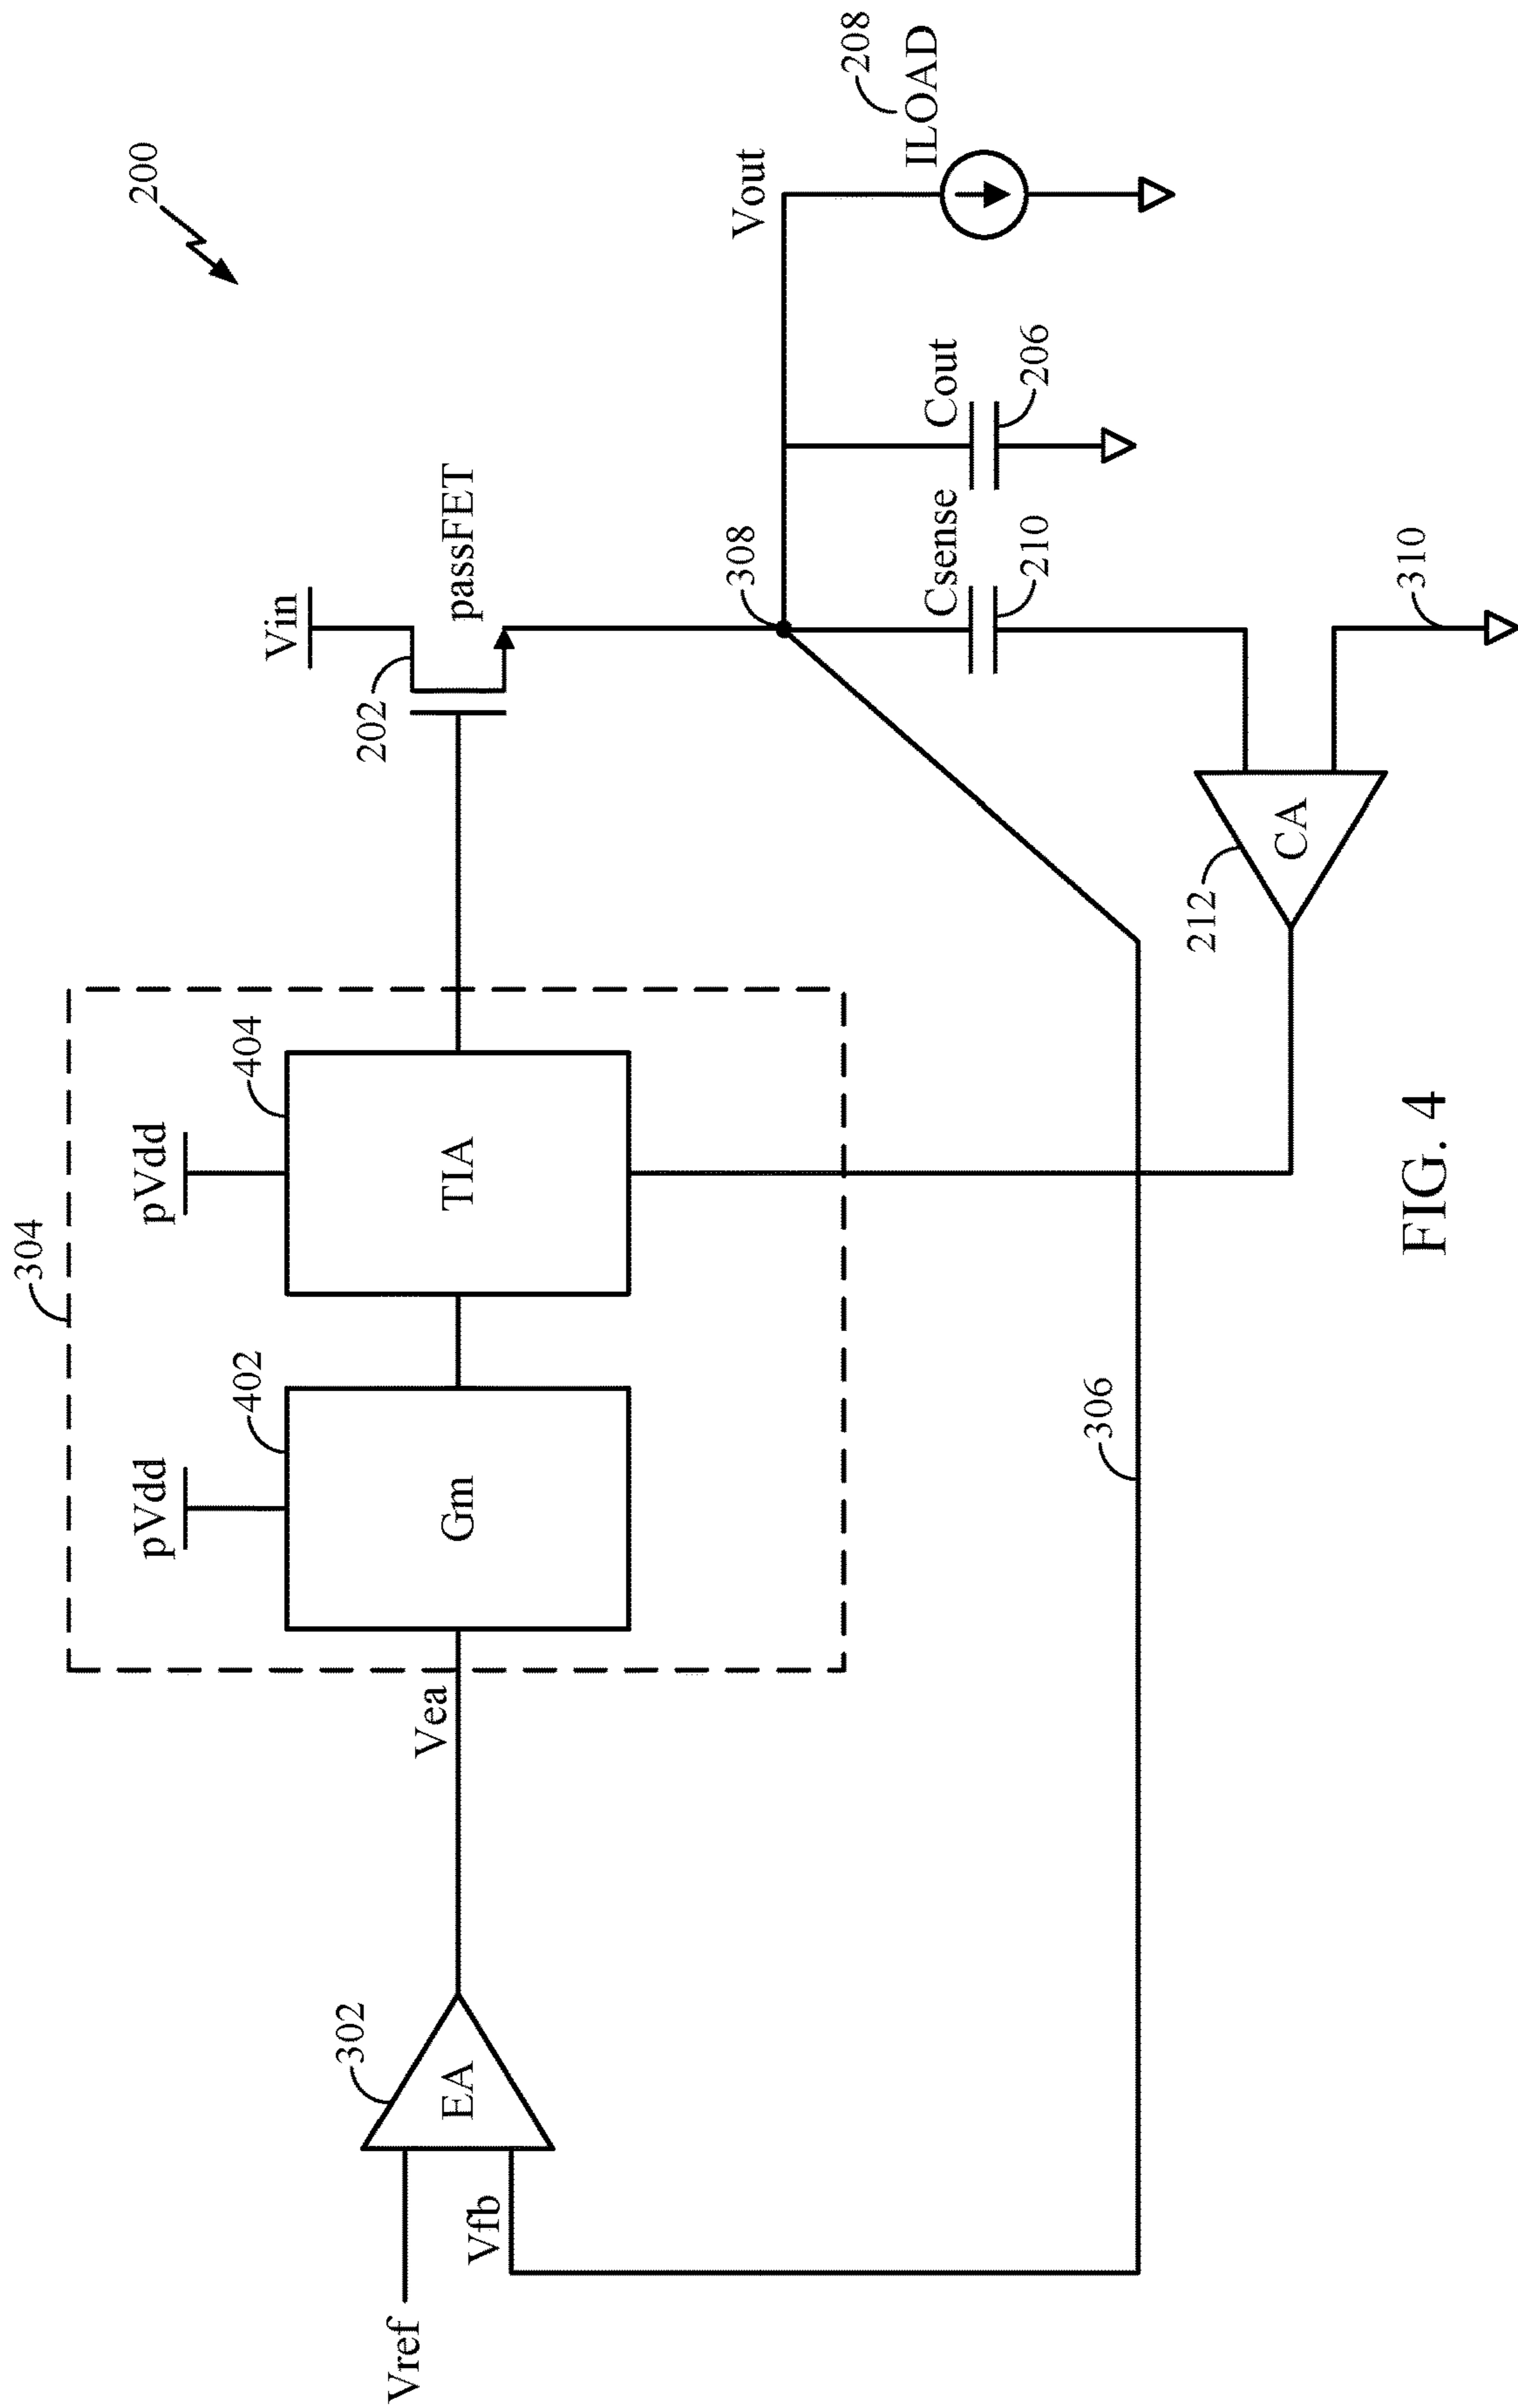 200
304
pVdd
pVdd
402
404
Gm
TIA
Vin
202
passFET
302
EA
Vref
Vfb
Vea
308
Vout
208
ILOAD
Csense
210
Cout
206
306
212
CA
310
FIG. 4